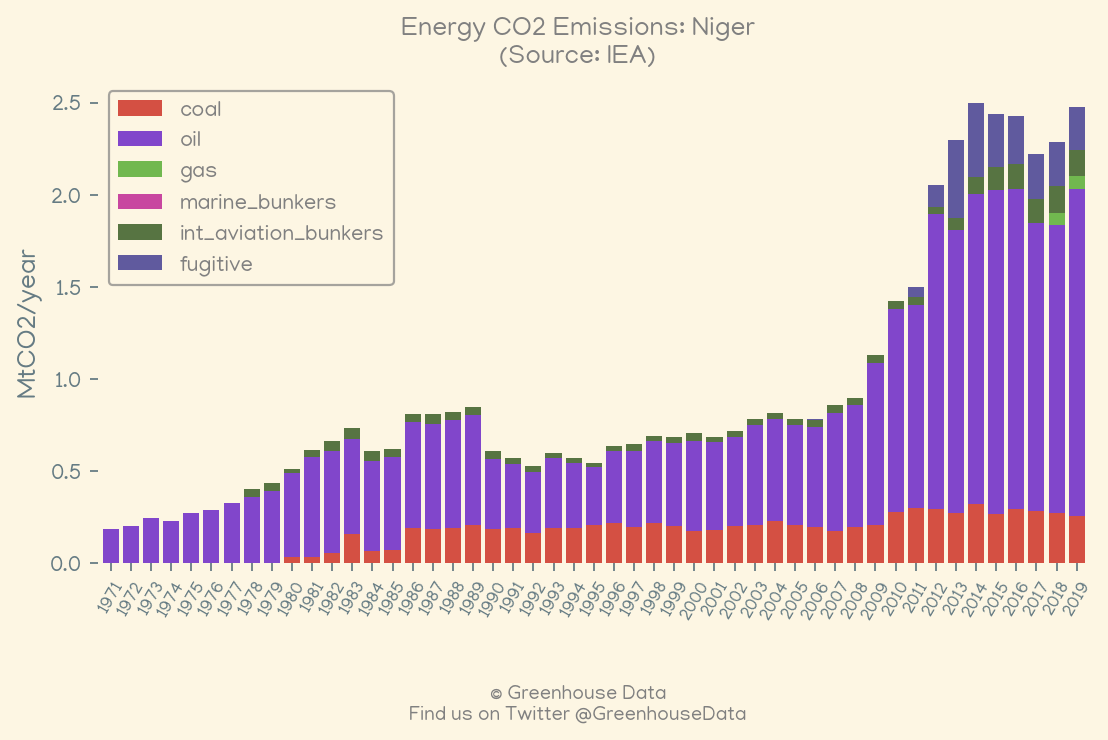 Energy CO2 Emissions: Niger
(Source: IEA)
coal
oil
gas
marine_bunkers
int_aviation_bunkers
fugitive
MtCO2/year
2.5
2.0
1.5
1.0
0.5
0.0
1971 1972 1973 1974 1975 1976 1977 1978 1979 1980 1981 1982 1983 1984 1985 1986 1987 1988 1989 1990 1991 1992 1993 1994 1995 1996 1997 1998 1999 2000 2001 2002 2003 2004 2005 2006 2007 2008 2009 2010 2011 2012 2013 2014 2015 2016 2017 2018 2019
© Greenhouse Data
Find us on Twitter @GreenhouseData